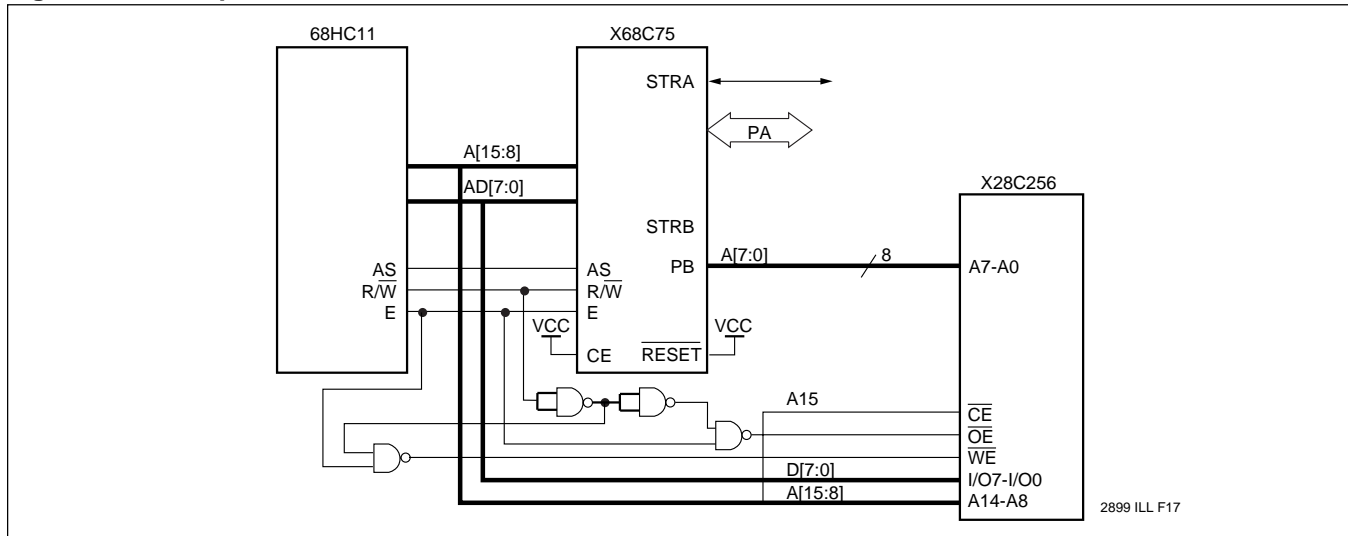 68HC11
X68C75
STRA
PA
A[15:8]
X28C256
AD[7:0]
STRB
A[7:0]
8
AS
AS
PB
A7-A0
R/W
R/W
E
E
VCC
VCC
CE
RESET
A15
CE
OE
WE
D[7:0]
I/O7-I/O0
A[15:8]
A14-A8
2899 ILL F17